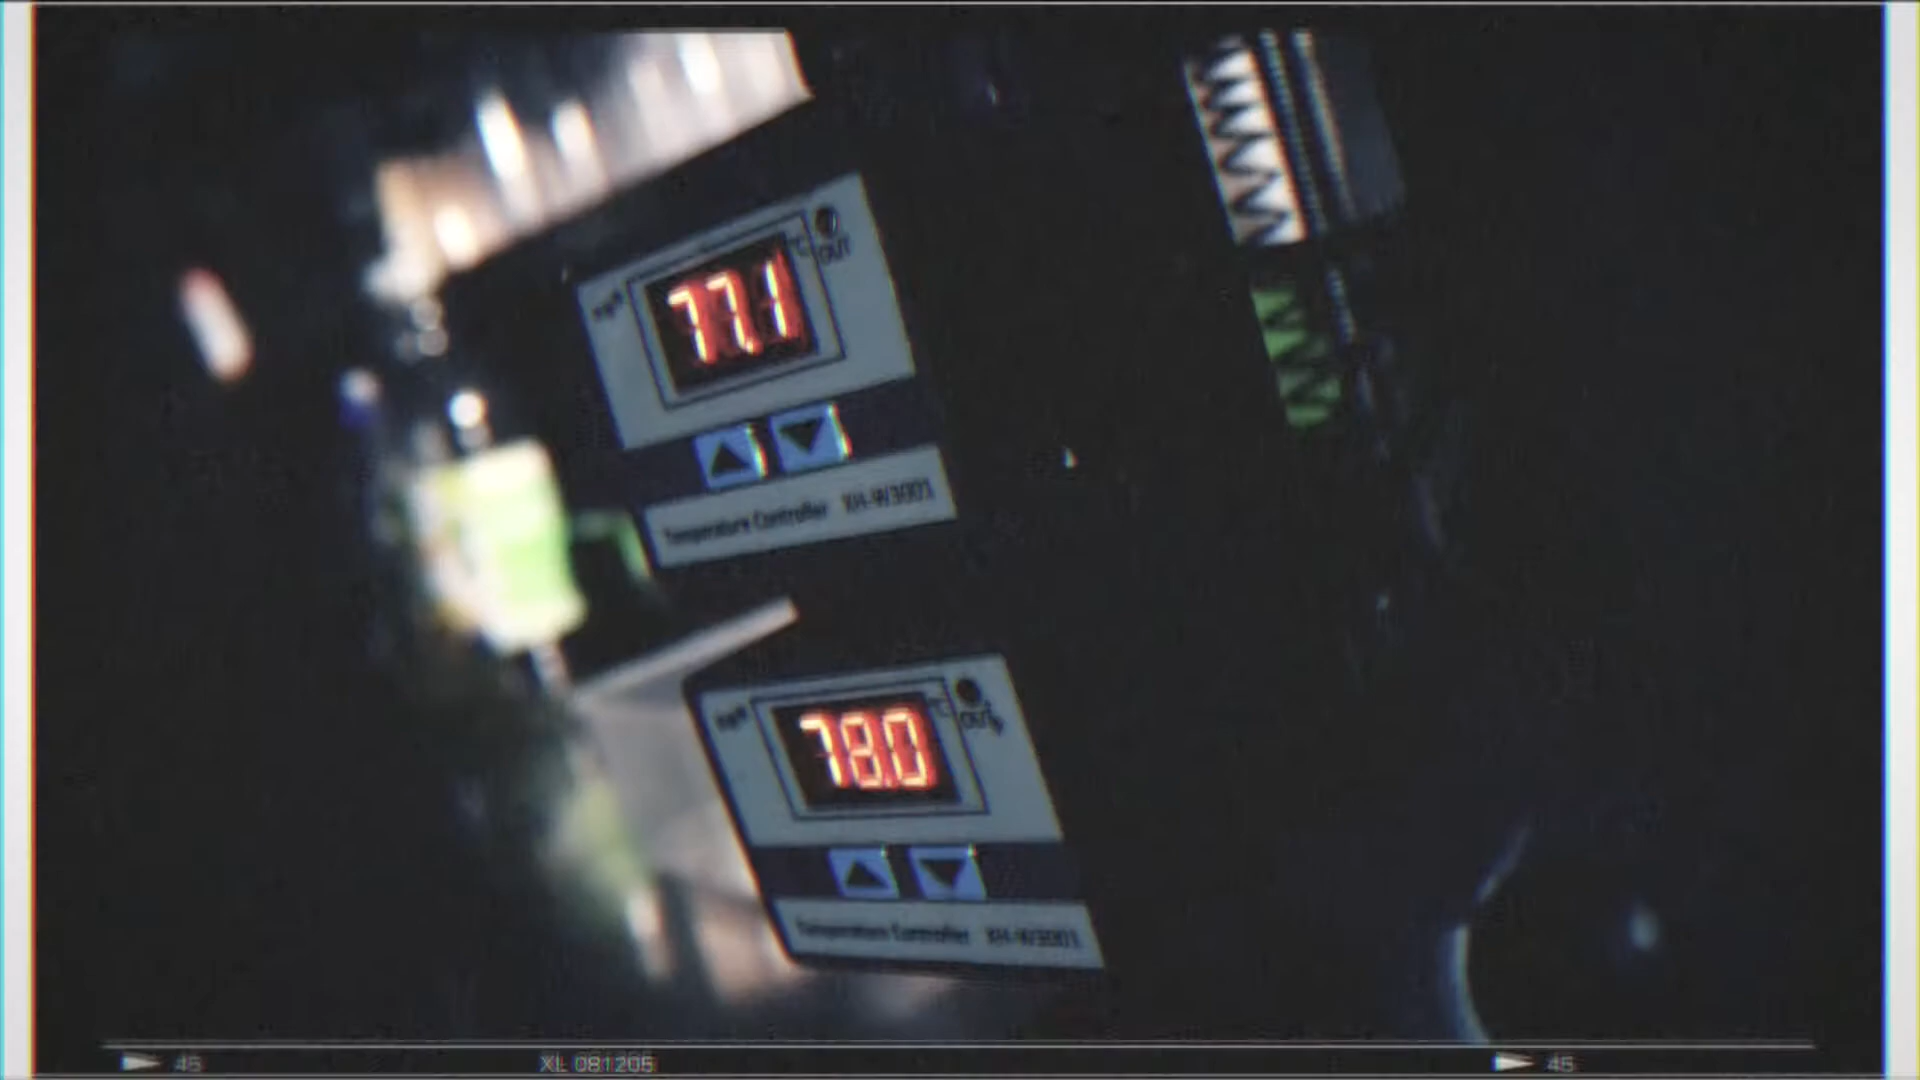 °C
OUT
77.1
Temperature Controller XH-W3001
°C
OUT
78.0
Temperature Controller XH-W3001
45 XL 081205 45